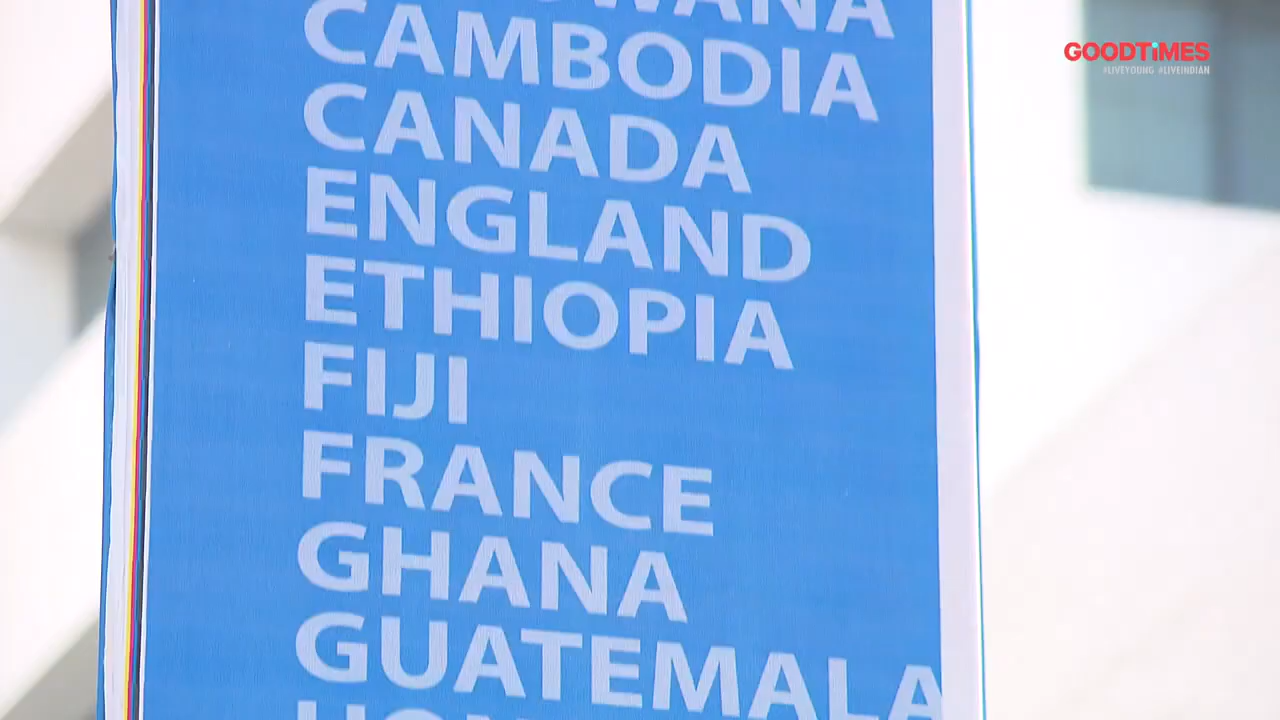 CAMBODIA
CANADA
ENGLAND
ETHIOPIA
FIJI
FRANCE
GHANA
GUATEMALA
GOODTiMES
#LIVEYOUNG #LIVEINDIAN